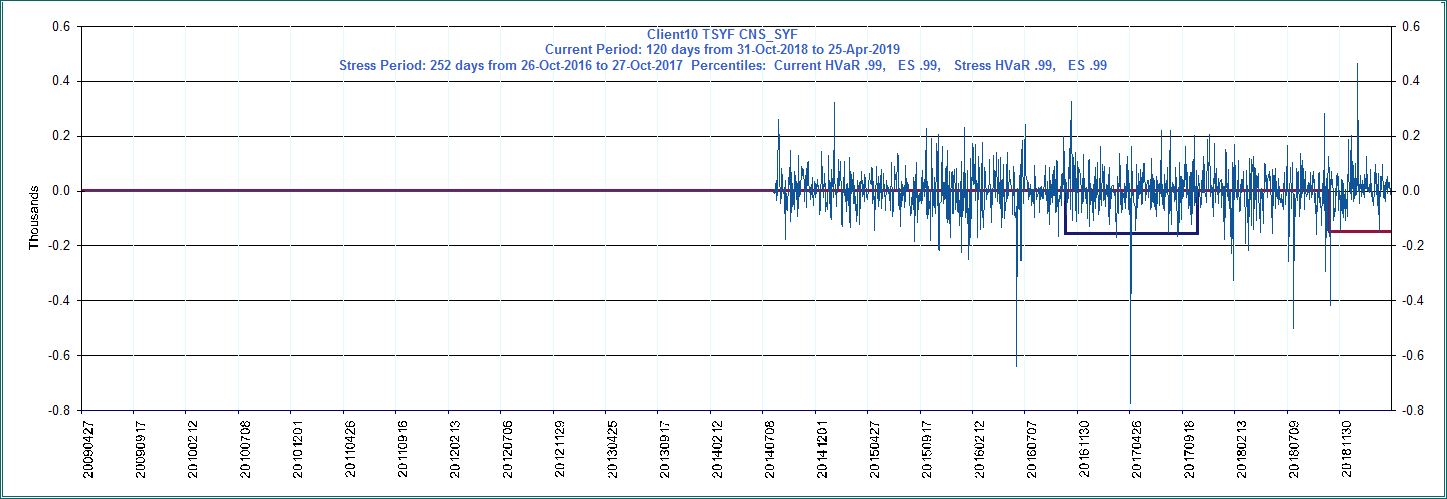 Client10 TSYF CNS_SYF
Current Period: 120 days from 31-Oct-2018 to 25-Apr-2019
Stress Period: 252 days from 26-Oct-2016 to 27-Oct-2017 Percentiles: Current HVaR .99, ES .99, Stress HVaR .99, ES .99
0.6 0.6
0.4 0.4
0.2 0.2
0.0 0.0
-0.2 -0.2
-0.4 -0.4
-0.6 -0.6
-0.8 -0.8
Thousands
20090427 20090917 20100212 20100708 20101201 20110426 20110916 20120213 20120706 20121129 20130425 20130917 20140212 20140708 20141201 20150427 20150917 20160212 20160707 20161130 20170426 20170918 20180213 20180709 20181130